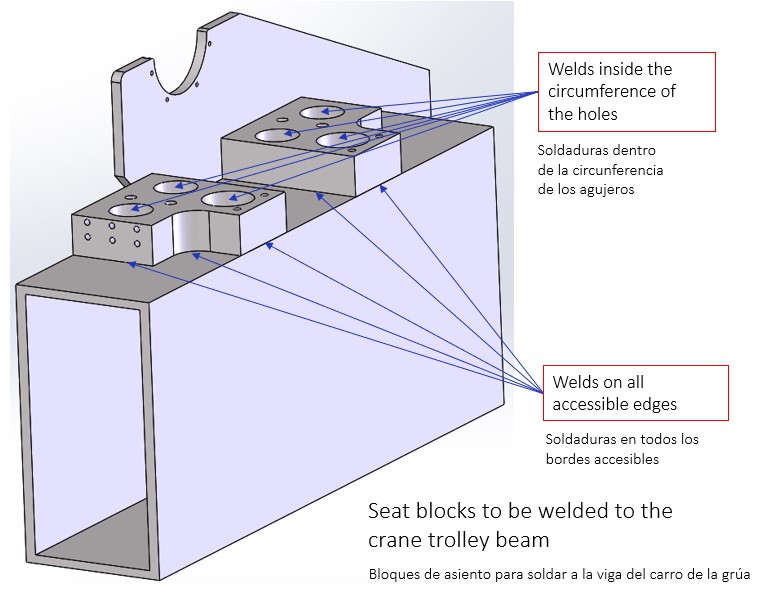 Welds inside the
circumference of
the holes
Soldaduras dentro
de la circunferencia
de los agujeros
Welds on all
accessible edges
Soldaduras en todos los
bordes accesibles
Seat blocks to be welded to the
crane trolley beam
Bloques de asiento para soldar a la viga del carro de la grúa